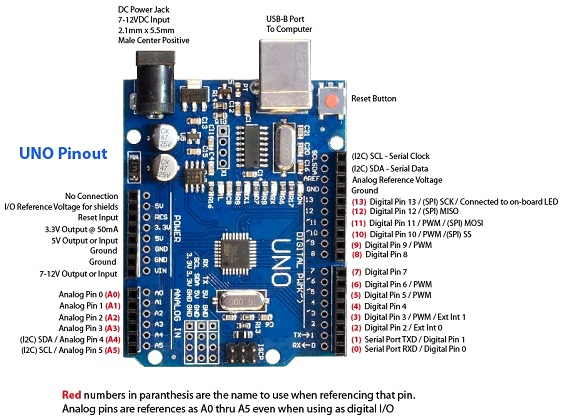 DC Power Jack
7-12VDC Input
2.1mm x 5.5mm
Male Center Positive
USB-B Port
To Computer
Reset Button
UNO Pinout
(I2C) SCL - Serial Clock
(I2C) SDA - Serial Data
Analog Reference Voltage
Ground
(13) Digital Pin 13 / (SPI) SCK / Connected to on-board LED
(12) Digital Pin 12 / (SPI) MISO
(11) Digital Pin 11 / PWM / (SPI) MOSI
(10) Digital Pin 10 / PWM /(SPI) SS
(9) Digital Pin 9 / PWM
(8) Digital Pin 8
(7) Digital Pin 7
(6) Digital Pin 6 / PWM
(5) Digital Pin 5 / PWM
(4) Digital Pin 4
(3) Digital Pin 3 / PWM / Ext Int 1
(2) Digital Pin 2 / Ext Int 0
(1) Serial Port TXD / Digital Pin 1
(0) Serial Port RXD / Digital Pin 0
No Connection
I/O Reference Voltage for shields
Reset Input
3.3V Output @ 50mA
5V Output or Input
Ground
Ground
7-12V Output or Input
Analog Pin 0 (A0)
Analog Pin 1 (A1)
Analog Pin 2 (A2)
Analog Pin 3 (A3)
(I2C) SDA / Analog Pin 4 (A4)
(I2C) SCL / Analog Pin 5 (A5)
5V
RES
3.3V
5V
GND
GND
VIN
POWER
A0
A1
A2
A3
A4
A5
ANALOG IN
UNO
DIGITAL (PWM~)
SCL
SDA
AREF
GND
13
12
7
4
2
TX→1
RX←0
ICSP
Red numbers in paranthesis are the name to use when referencing that pin.
Analog pins are references as A0 thru A5 even when using as digital I/O